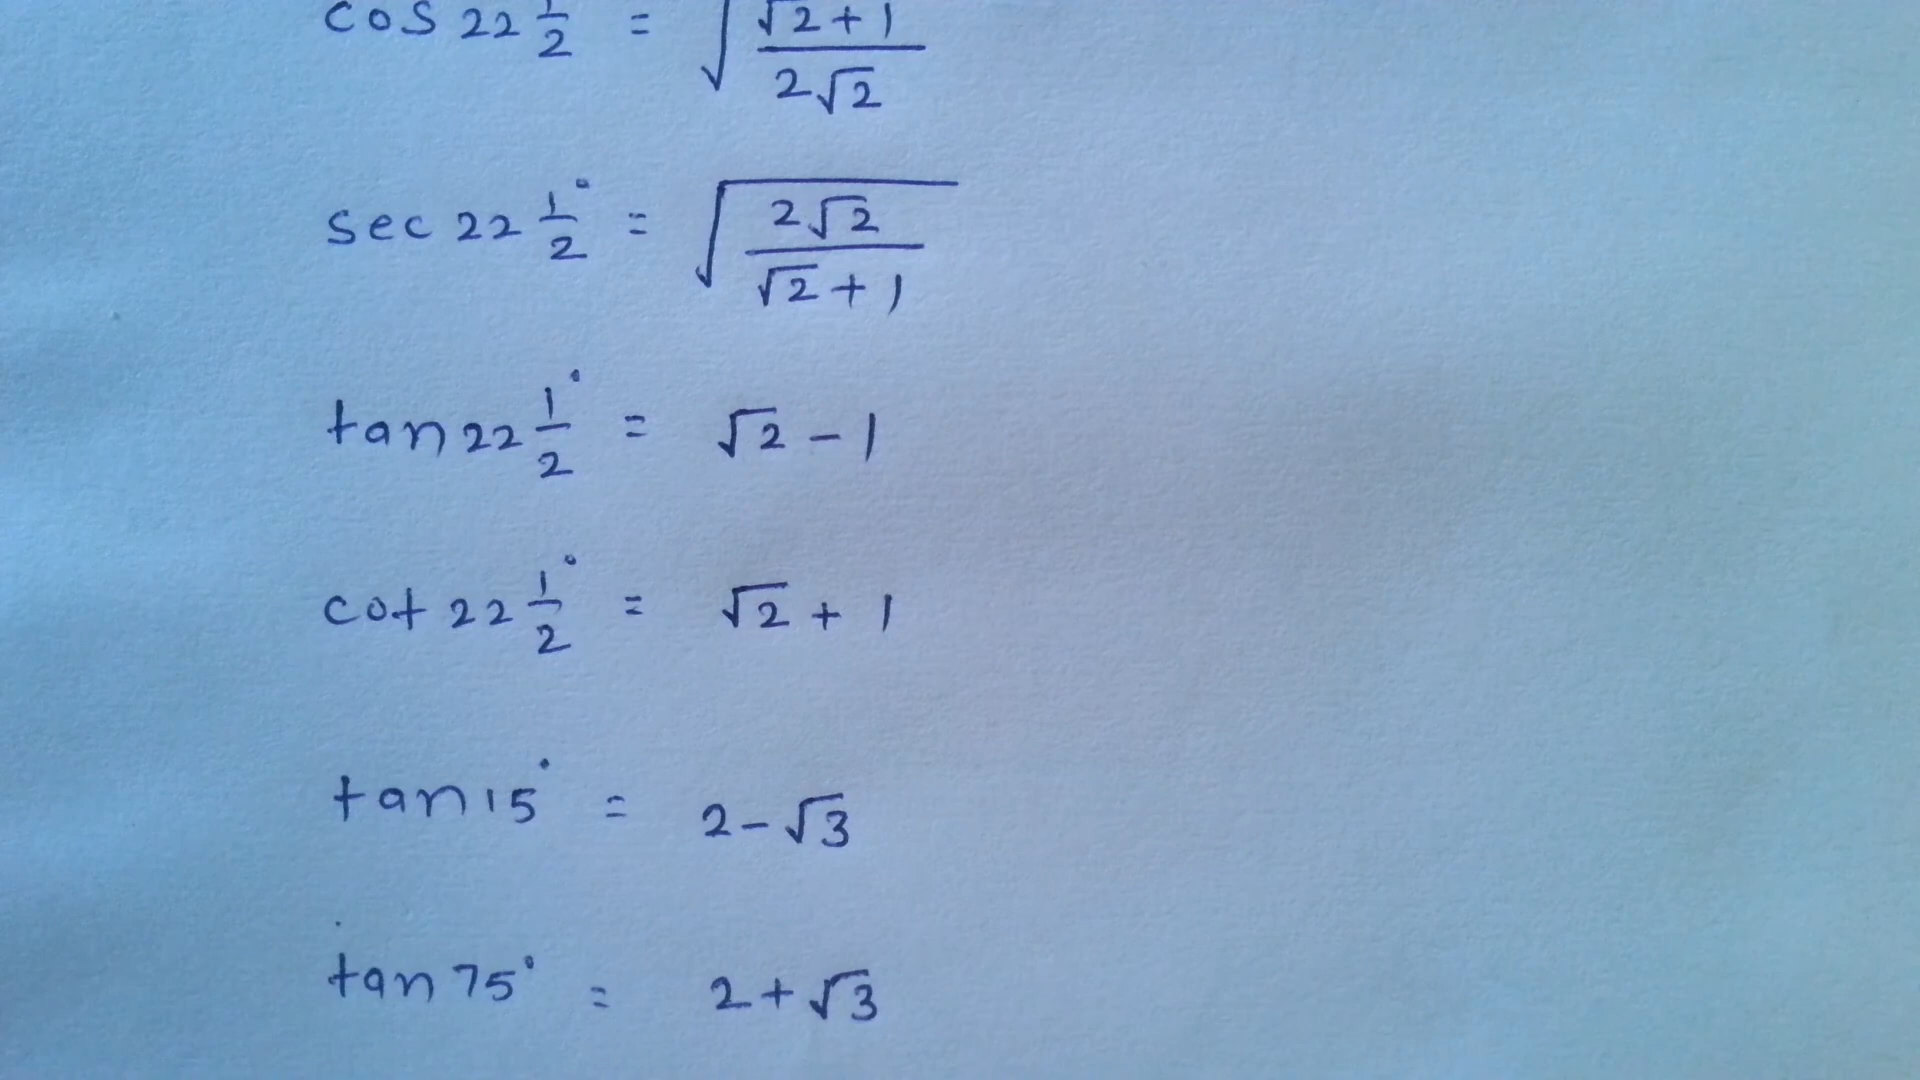 cos 22 1/2 = √((√2+1)/(2√2))
sec 22 1/2° = √((2√2)/(√2+1))
tan 22 1/2° = √2 - 1
cot 22 1/2° = √2 + 1
tan 15° = 2 - √3
tan 75° = 2 + √3